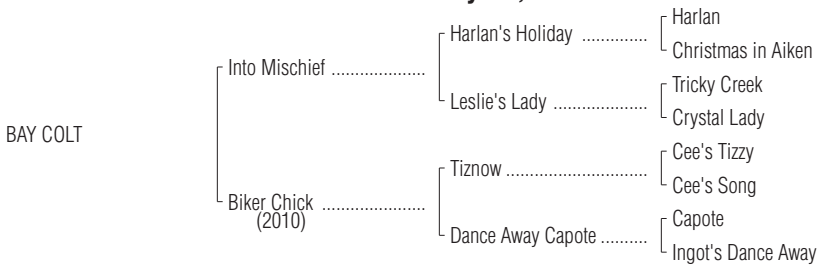 Harlan
Harlan's Holiday ..............
Christmas in Aiken
Into Mischief .....................
Tricky Creek
Leslie's Lady ....................
Crystal Lady
BAY COLT
Cee's Tizzy
Tiznow ..............................
Cee's Song
Biker Chick ......................
(2010)
Capote
Dance Away Capote ..........
Ingot's Dance Away